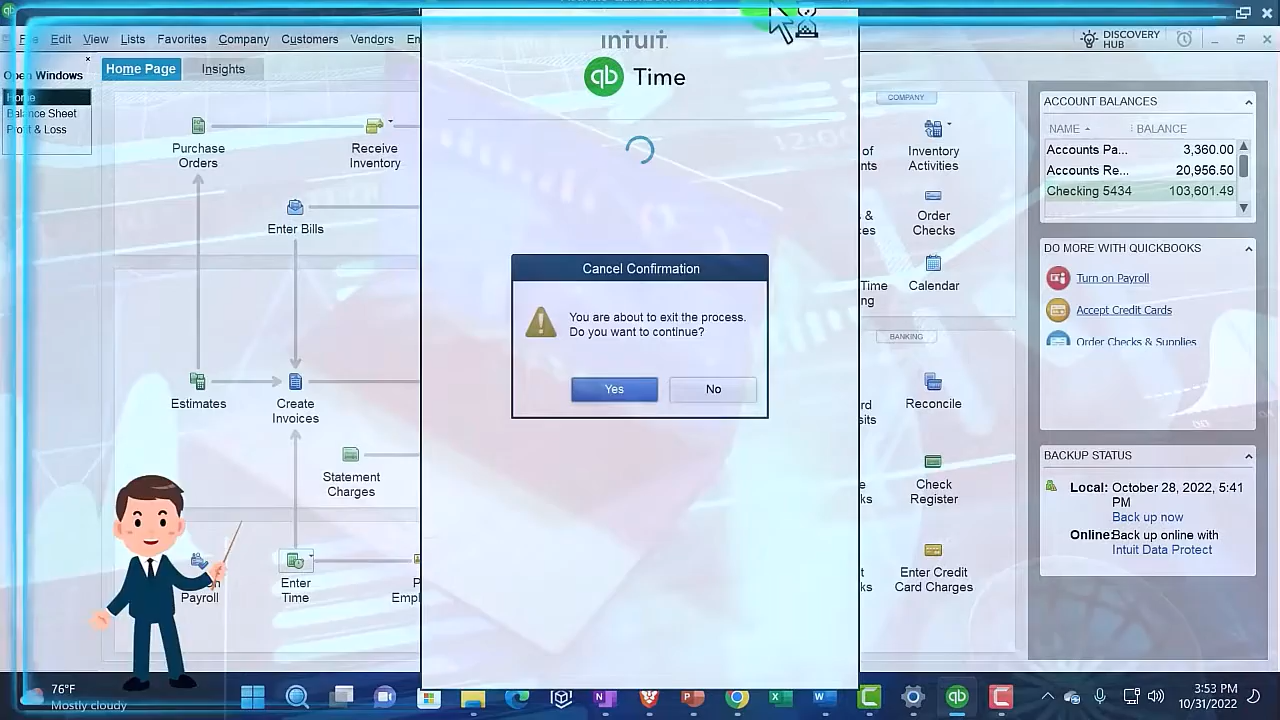 Edit
View
Lists
Favorites
Company
Customers
Vendors
DISCOVERY
HUB
Open Windows
Home
Balance Sheet
Profit & Loss
Home Page
Insights
Purchase
Orders
Receive
Inventory
Enter Bills
Estimates
Create
Invoices
Statement
Charges
Payroll
Enter
Time
INTUIT
qb Time
Cancel Confirmation
You are about to exit the process.
Do you want to continue?
Yes
No
COMPANY
of
Inventory
Activities
&
Order
Checks
Time
Calendar
BANKING
Reconcile
Check
Register
Enter Credit
Card Charges
ACCOUNT BALANCES
NAME
BALANCE
Accounts Pa... 3,360.00
Accounts Re... 20,956.50
Checking 5434 103,601.49
DO MORE WITH QUICKBOOKS
Turn on Payroll
Accept Credit Cards
Order Checks & Supplies
BACKUP STATUS
Local: October 28, 2022, 5:41
PM
Back up now
Online: Back up online with
Intuit Data Protect
76°F
Mostly cloudy
3:53 PM
10/31/2022